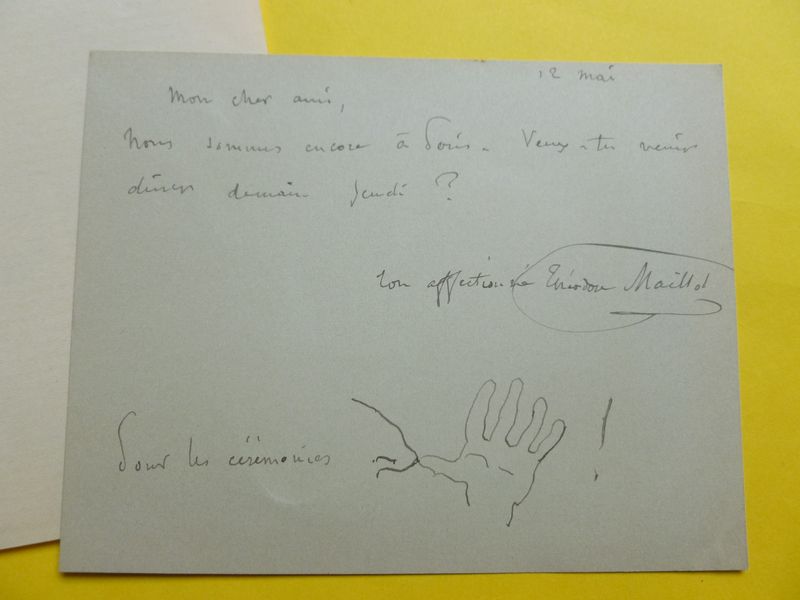 12 mai
Mon cher ami,
Nous sommes encore à Paris. Veux-tu venir
dîner demain jeudi ?
ton affectionné Théodore Maillot
Pour les cérémonies !